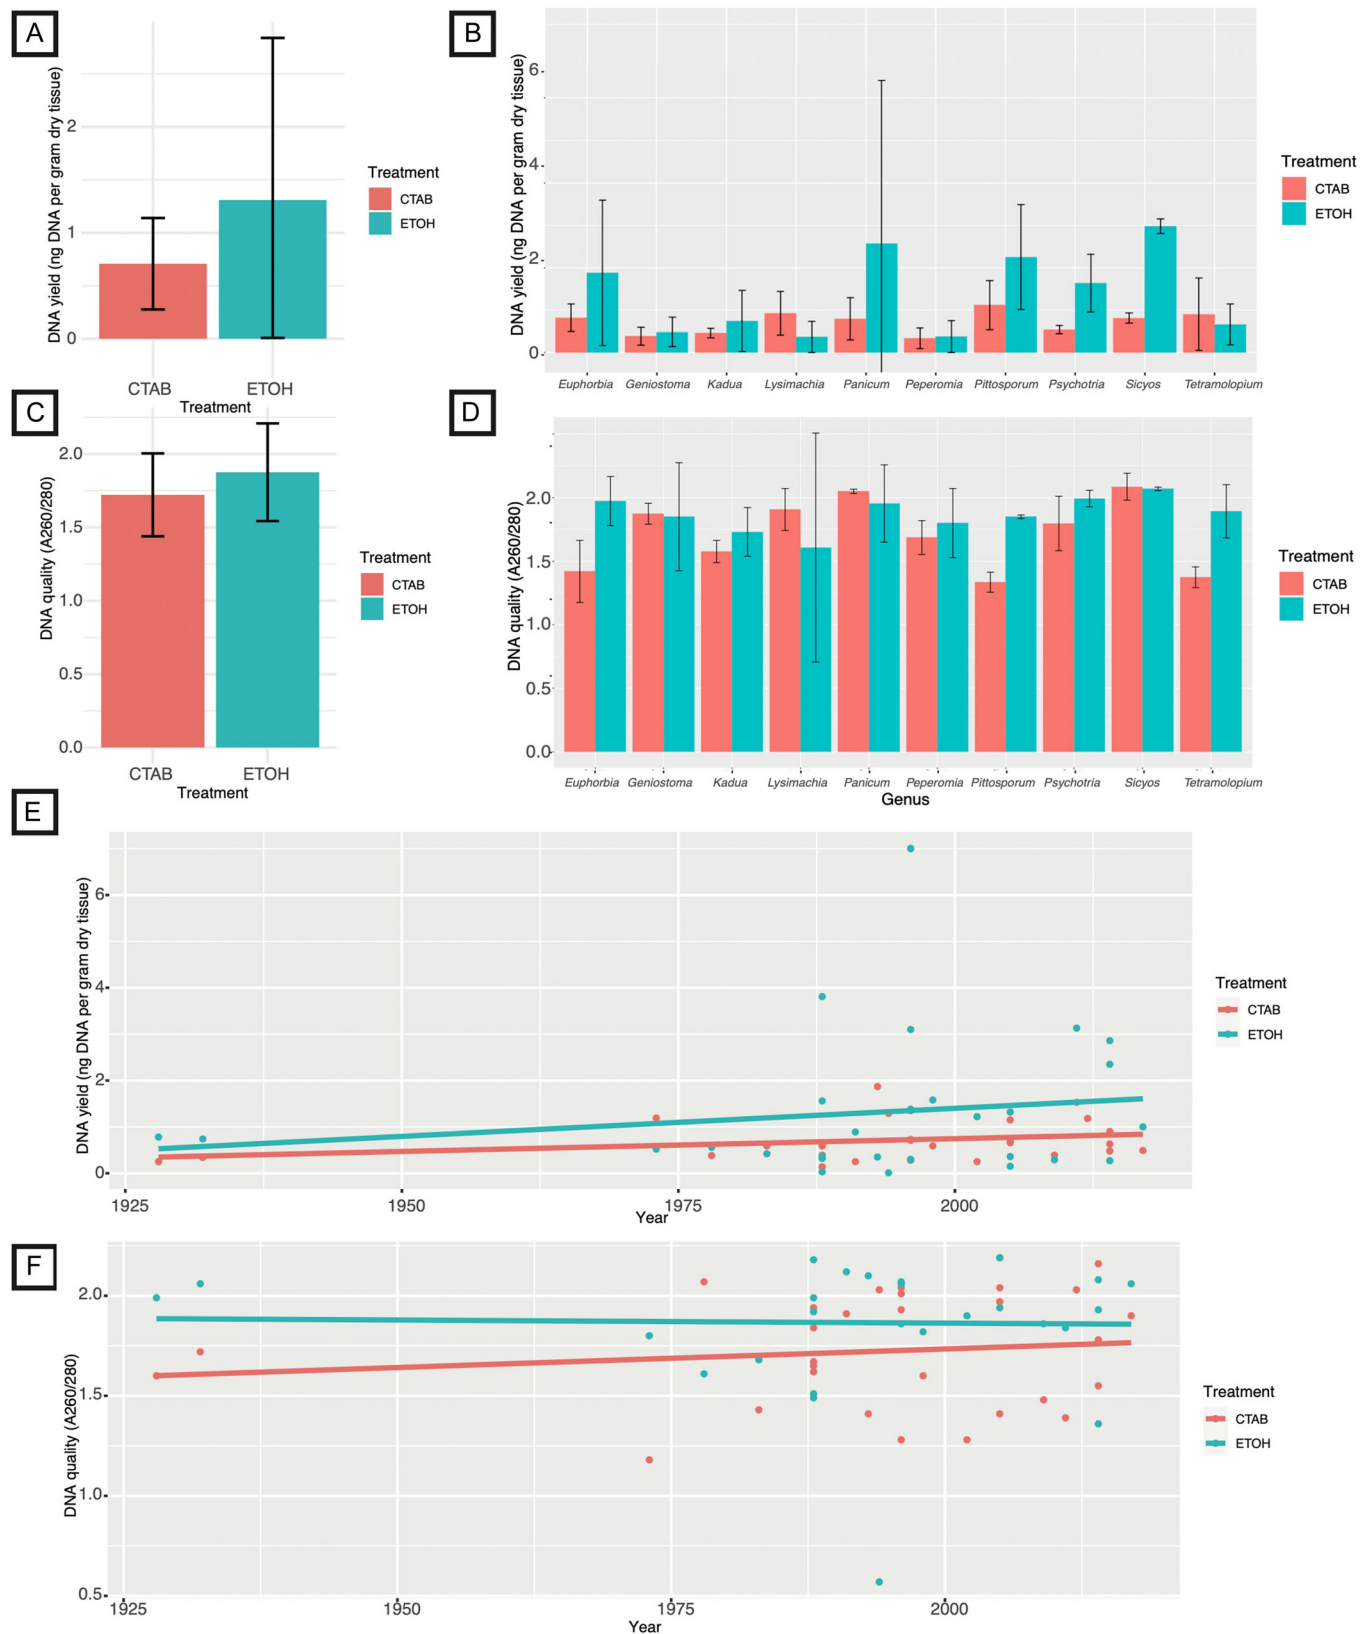 A
DNA yield (ng DNA per gram dry tissue)
2
1
0
CTAB ETOH
Treatment
Treatment
CTAB
ETOH
B
DNA yield (ng DNA per gram dry tissue)
6
4
2
0
Euphorbia Geniostoma Kadua Lysimachia Panicum Peperomia Pittosporum Psychotria Sicyos Tetramolopium
Treatment
CTAB
ETOH
C
DNA quality (A260/280)
2.0
1.5
1.0
0.5
0.0
CTAB ETOH
Treatment
Treatment
CTAB
ETOH
D
DNA quality (A260/280)
2.0
1.5
1.0
0.5
0.0
Euphorbia Geniostoma Kadua Lysimachia Panicum Peperomia Pittosporum Psychotria Sicyos Tetramolopium
Genus
Treatment
CTAB
ETOH
E
DNA yield (ng DNA per gram dry tissue)
6
4
2
0
1925 1950 1975 2000
Year
Treatment
CTAB
ETOH
F
DNA quality (A260/280)
2.0
1.5
1.0
0.5
1925 1950 1975 2000
Year
Treatment
CTAB
ETOH